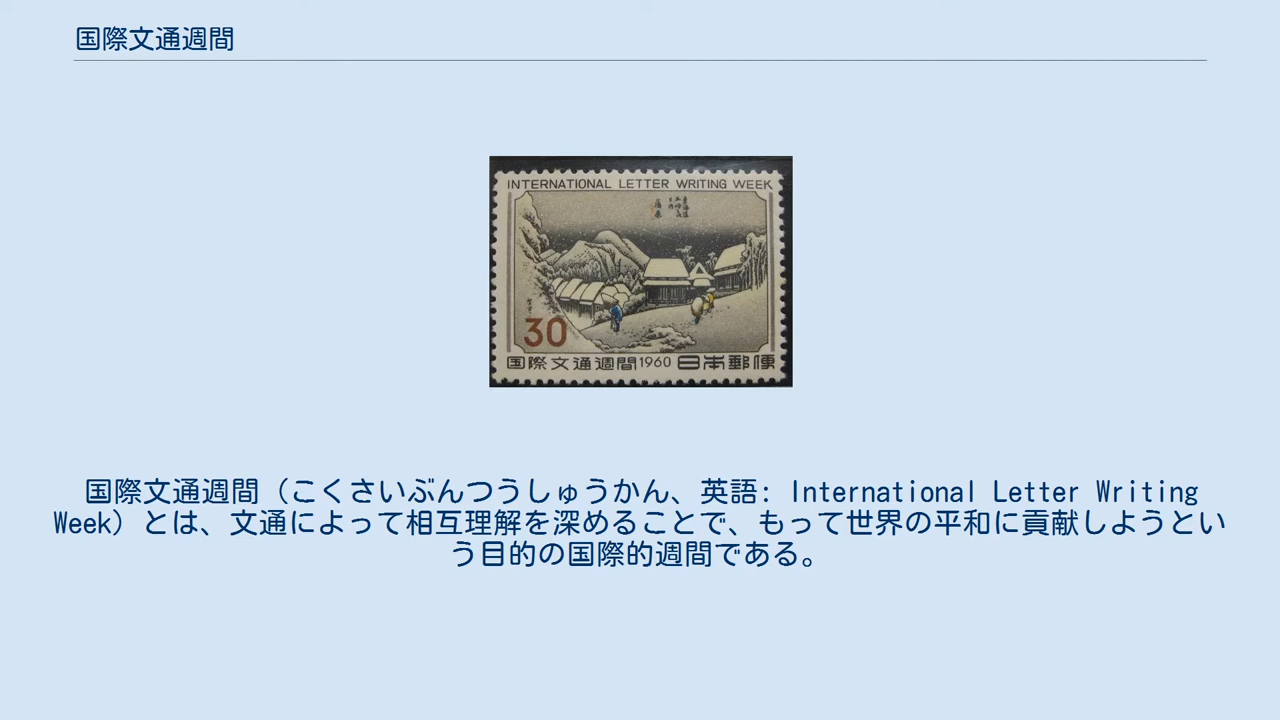 国際文通週間
INTERNATIONAL LETTER WRITING WEEK
30
国際文通週間1960 日本郵便
国際文通週間（こくさいぶんつうしゅうかん、英語: International Letter Writing
Week）とは、文通によって相互理解を深めることで、もって世界の平和に貢献しようとい
う目的の国際的週間である。